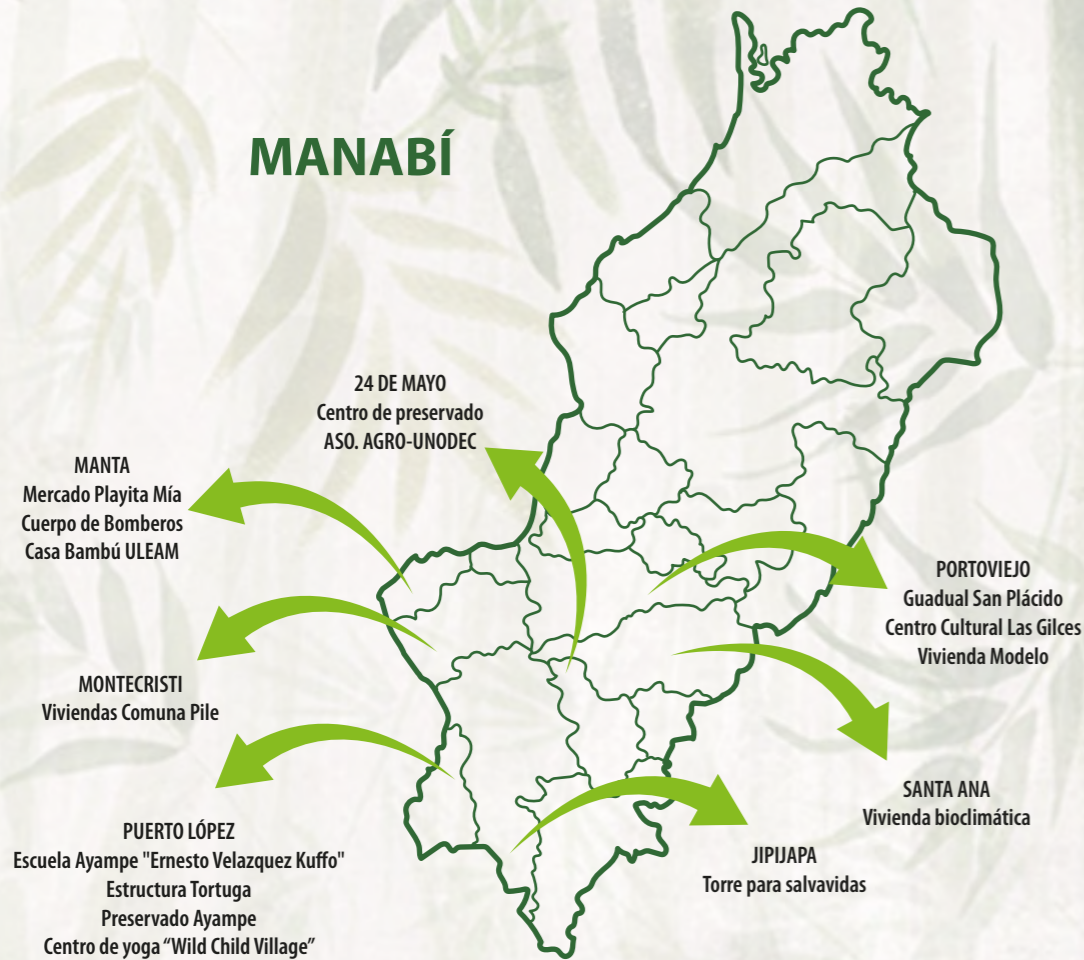 MANABÍ
24 DE MAYO
Centro de preservado
ASO. AGRO-UNODEC
MANTA
Mercado Playita Mía
Cuerpo de Bomberos
Casa Bambú ULEAM
PORTOVIEJO
Guadual San Plácido
Centro Cultural Las Gilces
Vivienda Modelo
MONTECRISTI
Viviendas Comuna Pile
SANTA ANA
Vivienda bioclimática
PUERTO LÓPEZ
Escuela Ayampe "Ernesto Velazquez Kuffo"
Estructura Tortuga
Preservado Ayampe
Centro de yoga “Wild Child Village”
JIPIJAPA
Torre para salvavidas